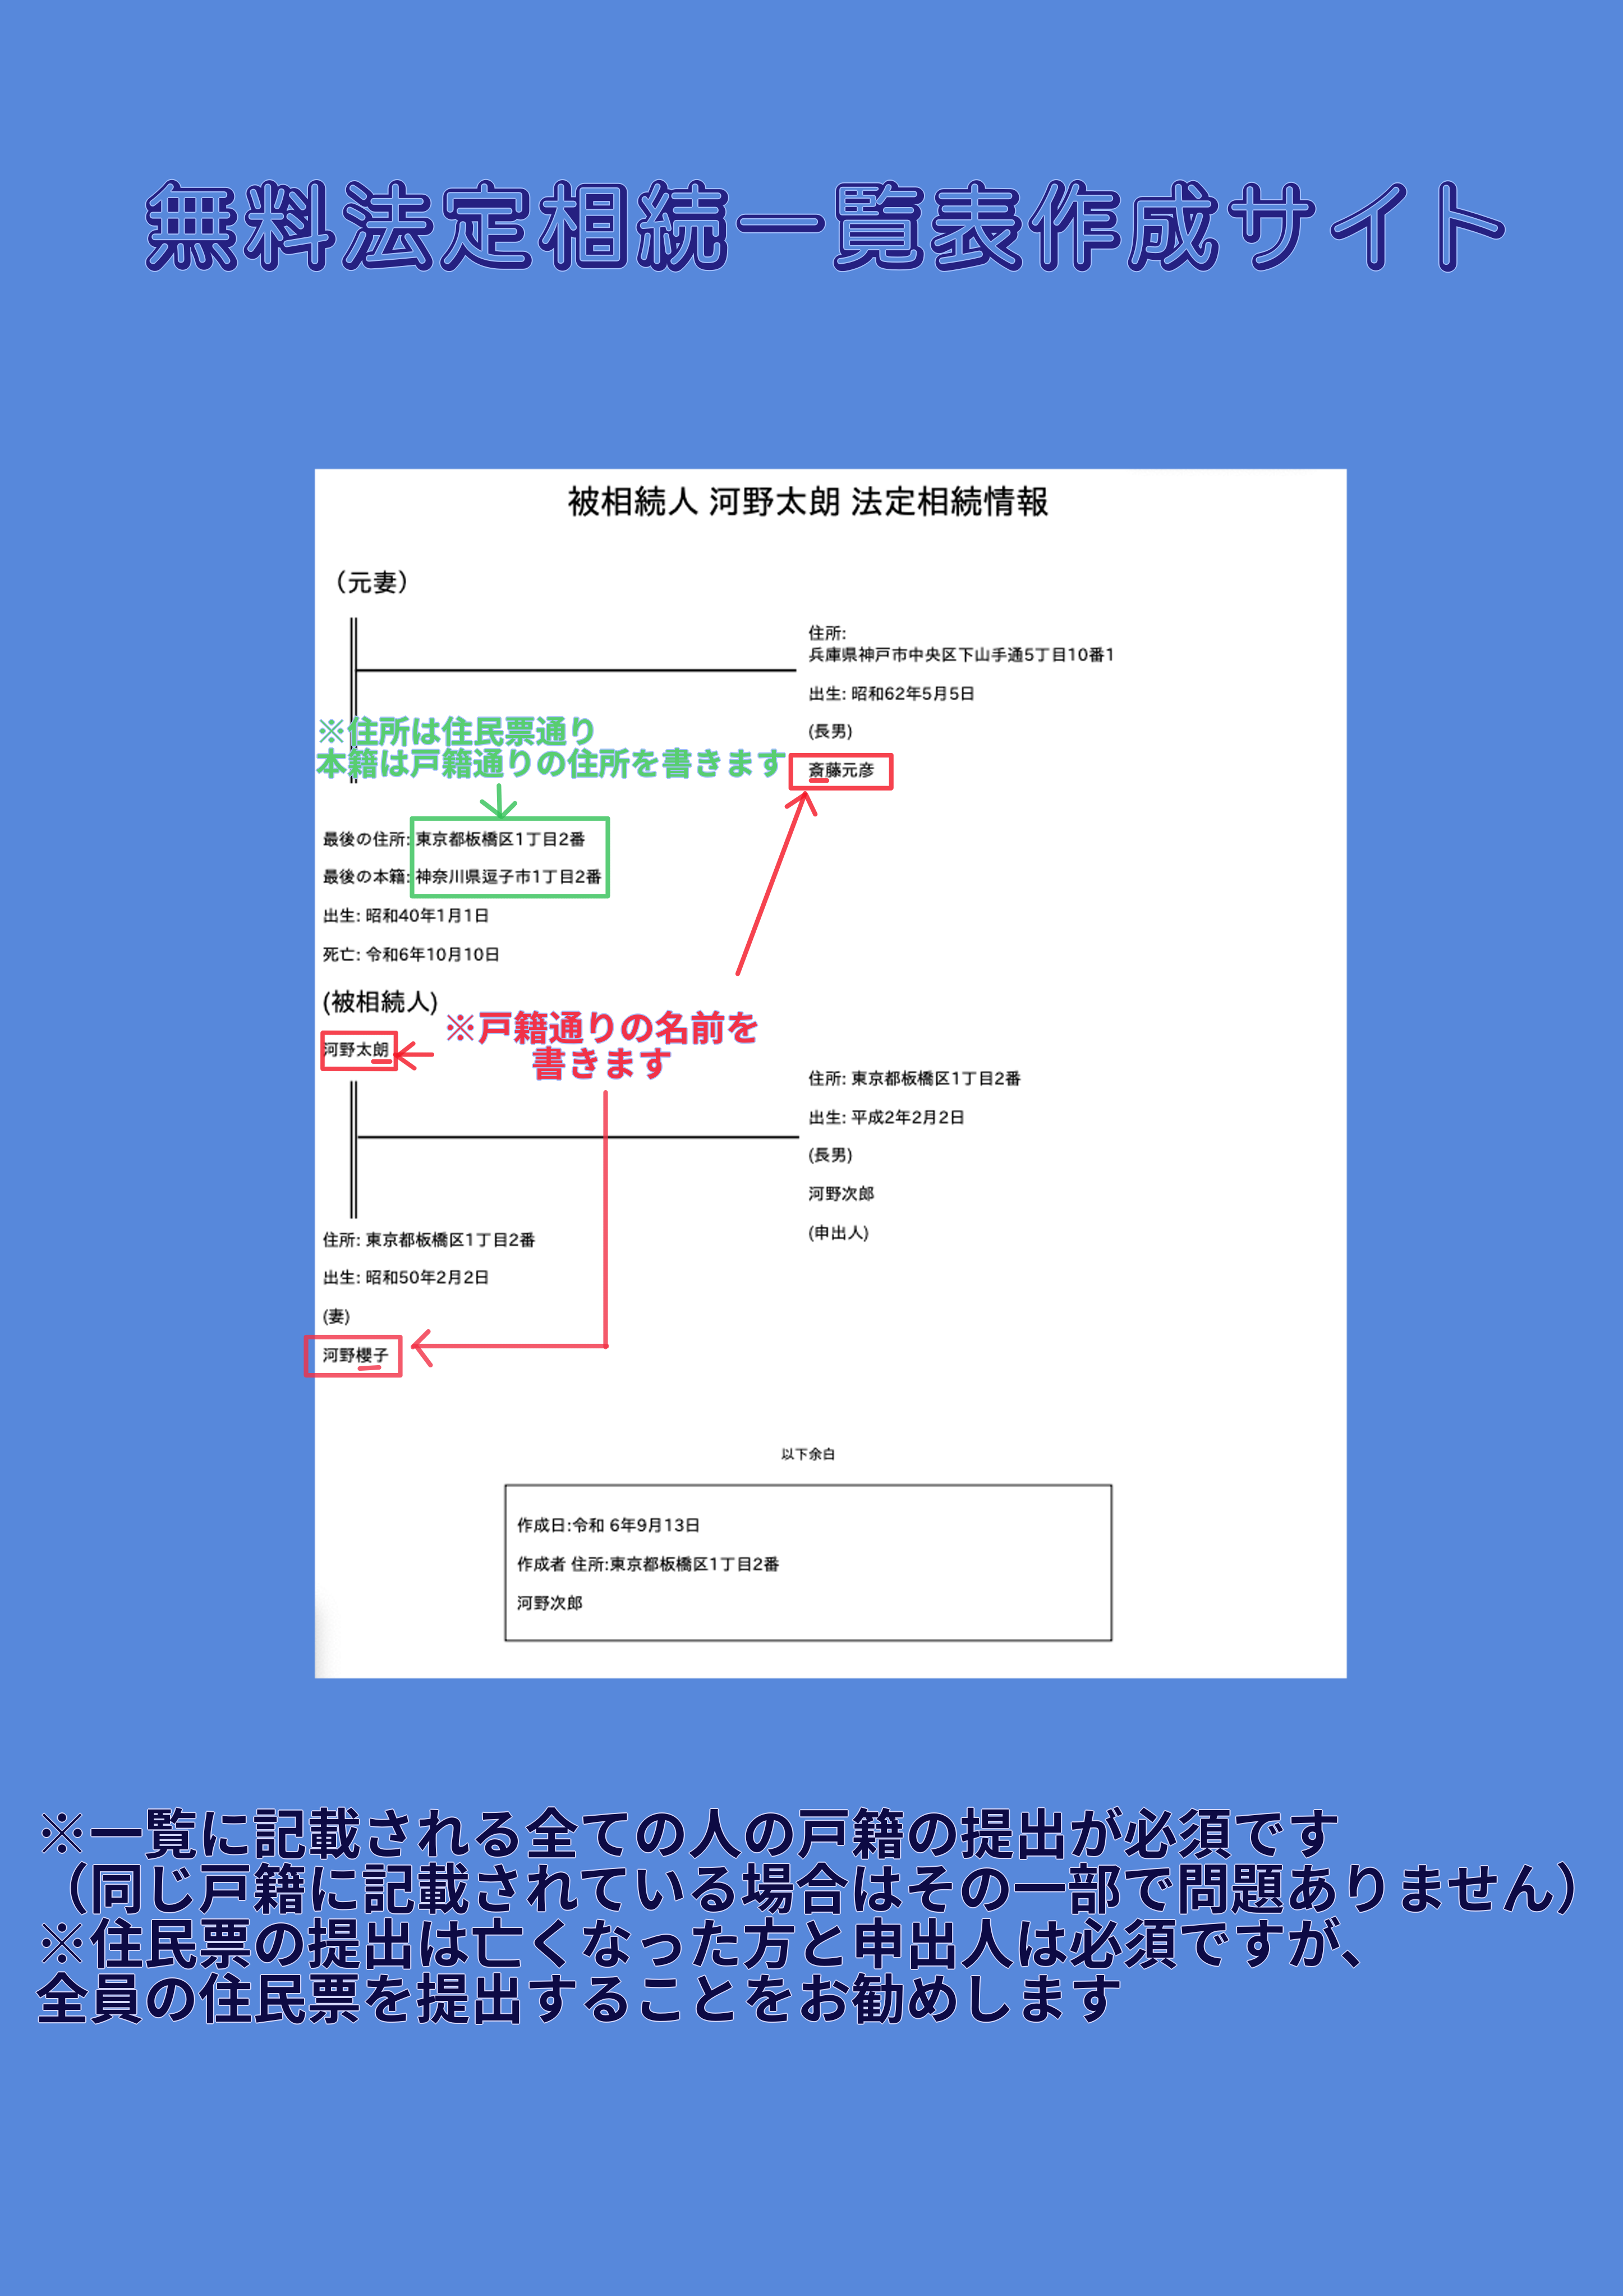 無料法定相続一覧表作成サイト
被相続人 河野太朗 法定相続情報
（元妻）
住所:
兵庫県神戸市中央区下山手通5丁目10番1
出生: 昭和62年5月5日
(長男)
斎藤元彦
※住所は住民票通り
本籍は戸籍通りの住所を書きます
最後の住所: 東京都板橋区1丁目2番
最後の本籍: 神奈川県逗子市1丁目2番
出生: 昭和40年1月1日
死亡: 令和6年10月10日
(被相続人)
河野太朗
※戸籍通りの名前を
書きます
住所: 東京都板橋区1丁目2番
出生: 平成2年2月2日
(長男)
河野次郎
(申出人)
住所: 東京都板橋区1丁目2番
出生: 昭和50年2月2日
(妻)
河野櫻子
以下余白
作成日:令和 6年9月13日
作成者 住所:東京都板橋区1丁目2番
河野次郎
※一覧に記載される全ての人の戸籍の提出が必須です
（同じ戸籍に記載されている場合はその一部で問題ありません）
※住民票の提出は亡くなった方と申出人は必須ですが、
全員の住民票を提出することをお勧めします